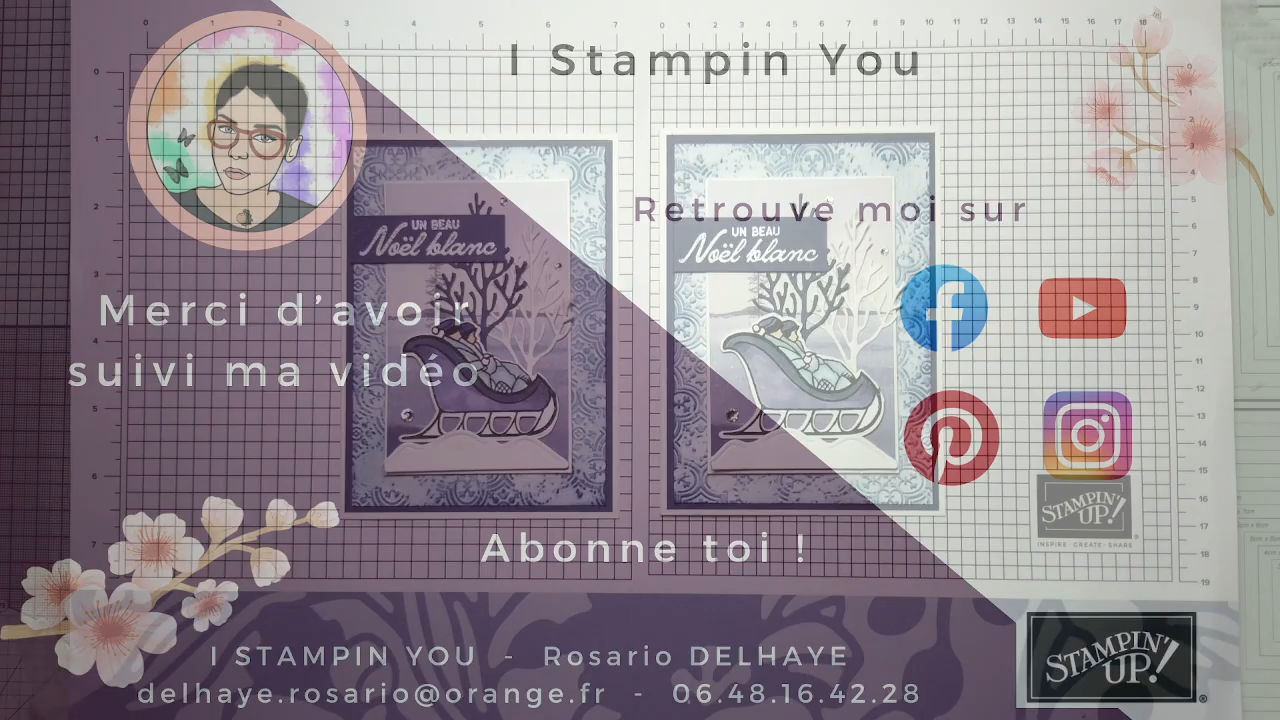 I Stampin You
Retrouve moi sur
UN BEAU
Noël blanc
UN BEAU
Noël blanc
Merci d'avoir
suivi ma vidéo
STAMPIN' UP!
INSPIRE · CREATE · SHARE
Abonne toi !
I STAMPIN YOU - Rosario DELHAYE
delhaye.rosario@orange.fr - 06.48.16.42.28
STAMPIN' UP!